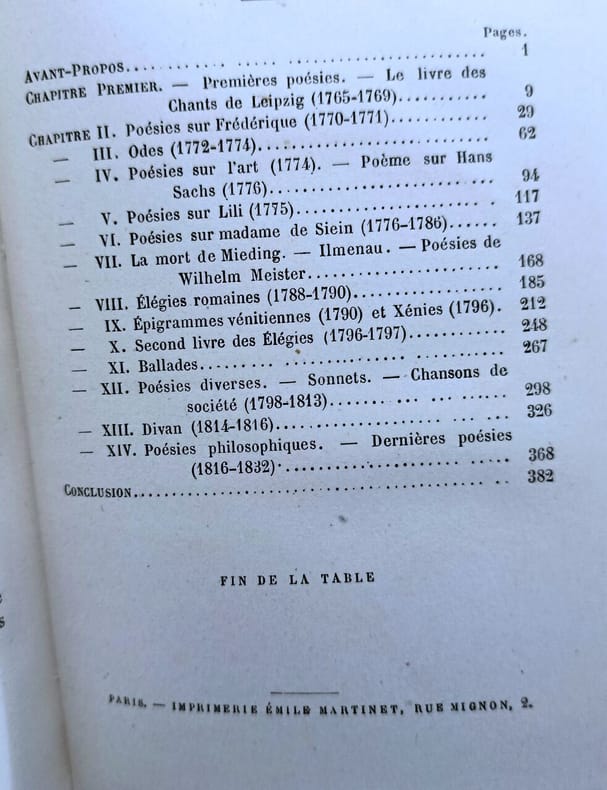 Pages.
AVANT-PROPOS. 1
CHAPITRE PREMIER. — Premières poésies. — Le livre des
Chants de Leipzig (1765-1769). 9
CHAPITRE II. Poésies sur Frédérique (1770-1771). 29
— III. Odes (1772-1774). 62
— IV. Poésies sur l'art (1774). — Poème sur Hans
Sachs (1776). 94
— V. Poésies sur Lili (1775). 117
— VI. Poésies sur madame de Siein (1776-1786). 137
— VII. La mort de Mieding. — Ilmenau. — Poésies de
Wilhelm Meister. 168
— VIII. Élégies romaines (1788-1790). 185
— IX. Épigrammes vénitiennes (1790) et Xénies (1796). 212
— X. Second livre des Élégies (1796-1797). 248
— XI. Ballades. 267
— XII. Poésies diverses. — Sonnets. — Chansons de
société (1798-1813). 298
— XIII. Divan (1814-1816). 326
— XIV. Poésies philosophiques. — Dernières poésies
(1816-1832). 368
CONCLUSION. 382
FIN DE LA TABLE
PARIS. — IMPRIMERIE ÉMILE MARTINET, RUE MIGNON, 2.